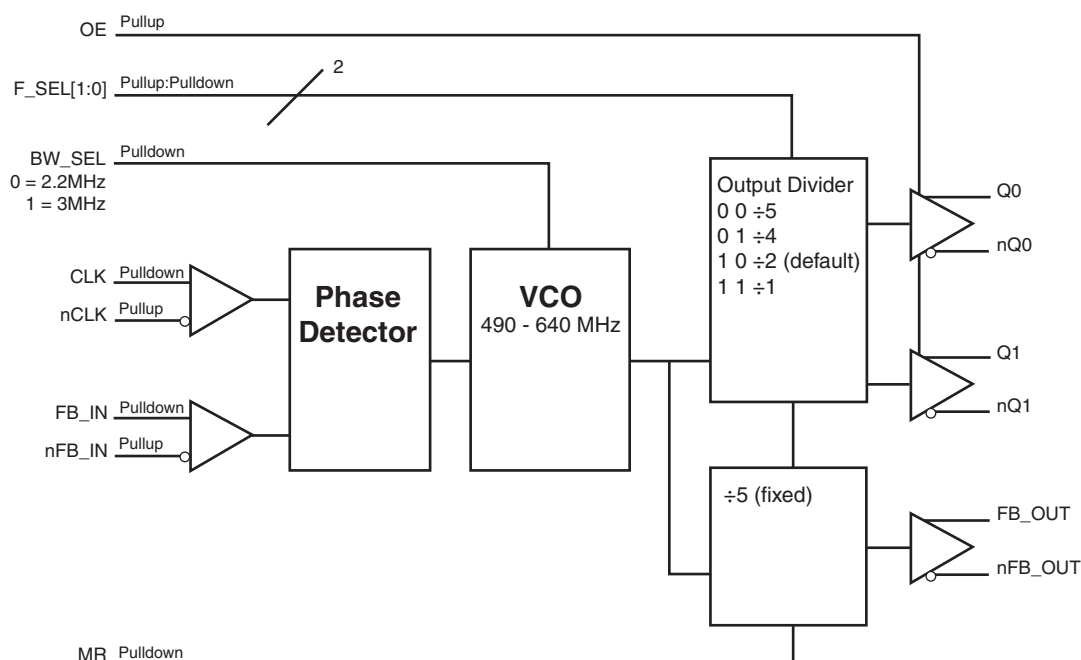 OE Pullup
2
F_SEL[1:0] Pullup:Pulldown
BW_SEL Pulldown
0 = 2.2MHz
1 = 3MHz
Output Divider
0 0 ÷5
0 1 ÷4
1 0 ÷2 (default)
1 1 ÷1
Q0
nQ0
CLK Pulldown
nCLK Pullup
Phase
Detector
VCO
490 - 640 MHz
Q1
nQ1
FB_IN Pulldown
nFB_IN Pullup
÷5 (fixed)
FB_OUT
nFB_OUT
MR Pulldown